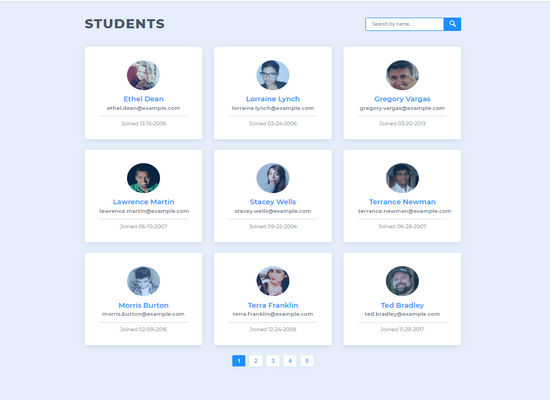 STUDENTS
Search by name...
Ethel Dean
ethel.dean@example.com
Joined 12-15-2005
Lorraine Lynch
lorraine.lynch@example.com
Joined 02-24-2006
Gregory Vargas
gregory.vargas@example.com
Joined 03-20-2013
Lawrence Martin
lawrence.martin@example.com
Joined 06-10-2007
Stacey Wells
stacey.wells@example.com
Joined 09-22-2004
Terrance Newman
terrance.newman@example.com
Joined 06-28-2007
Morris Burton
morris.burton@example.com
Joined 02-09-2016
Terra Franklin
terra.franklin@example.com
Joined 12-24-2008
Ted Bradley
ted.bradley@example.com
Joined 11-29-2017
1 2 3 4 5